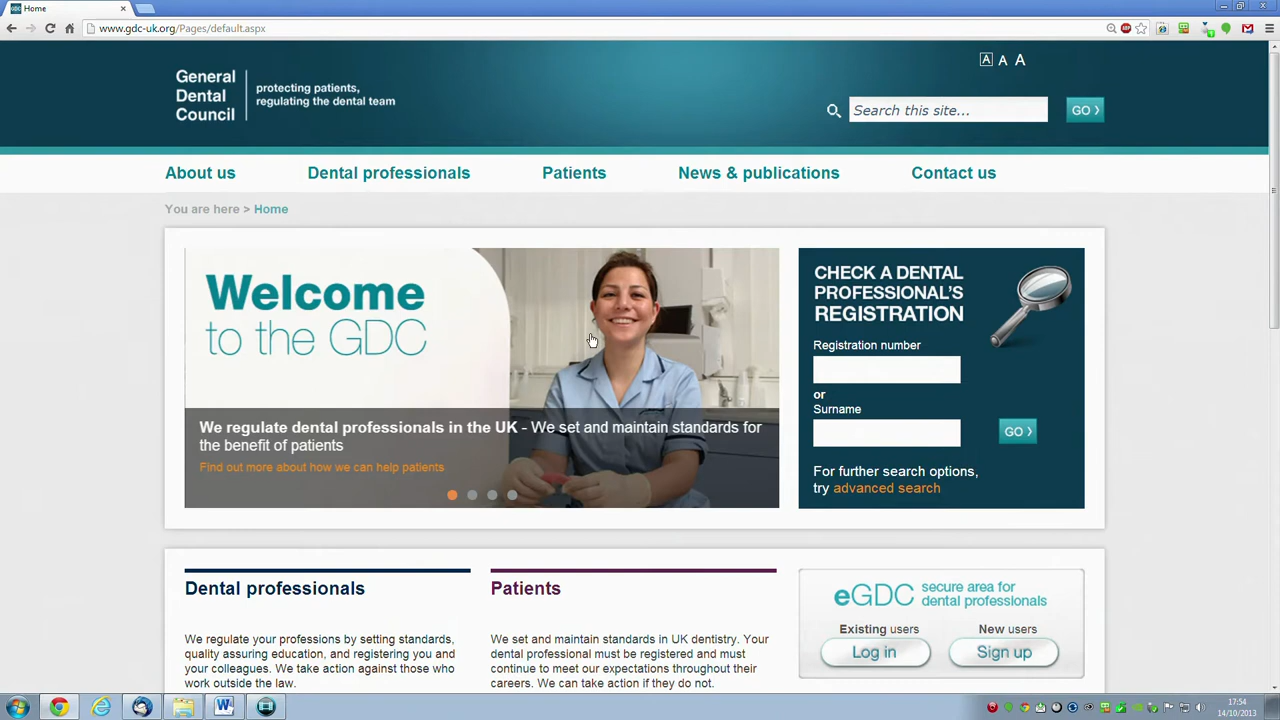 Home
www.gdc-uk.org/Pages/default.aspx
General
Dental
Council
protecting patients,
regulating the dental team
A A A
Search this site...
GO ❯
About us
Dental professionals
Patients
News & publications
Contact us
You are here > Home
Welcome
to the GDC
We regulate dental professionals in the UK - We set and maintain standards for
the benefit of patients
Find out more about how we can help patients
CHECK A DENTAL
PROFESSIONAL'S
REGISTRATION
Registration number
or
Surname
GO ❯
For further search options,
try advanced search
Dental professionals
We regulate your professions by setting standards,
quality assuring education, and registering you and
your colleagues. We take action against those who
work outside the law.
Patients
We set and maintain standards in UK dentistry. Your
dental professional must be registered and must
continue to meet our expectations throughout their
careers. We can take action if they do not.
eGDC secure area for
dental professionals
Existing users
Log in
New users
Sign up
17:54
14/10/2013